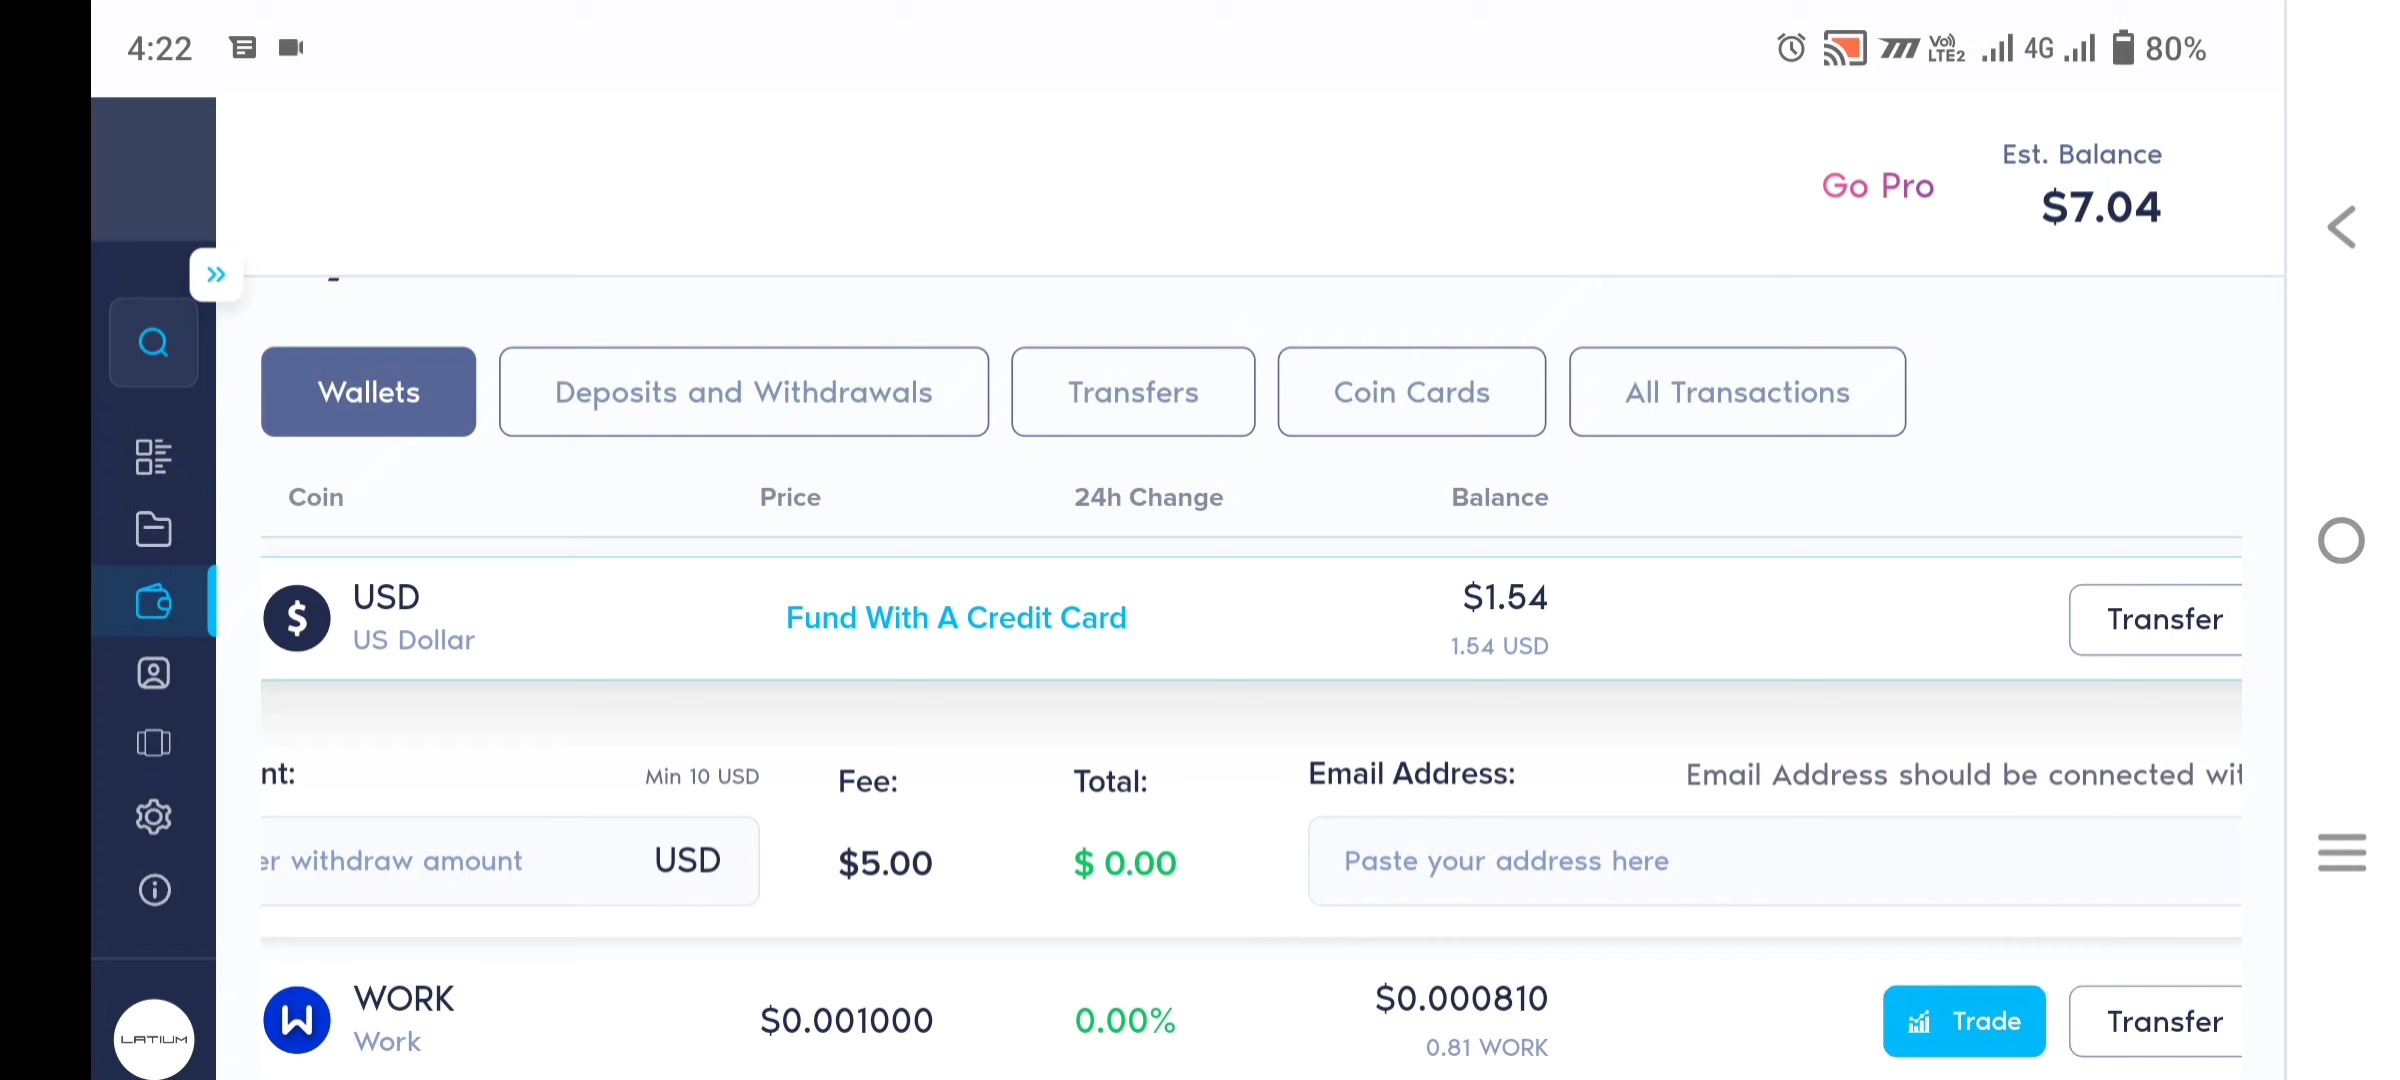 4:22
Vo))
LTE2
4G
80%
Go Pro
Est. Balance
$7.04
Wallets
Deposits and Withdrawals
Transfers
Coin Cards
All Transactions
Coin
Price
24h Change
Balance
USD
US Dollar
Fund With A Credit Card
$1.54
1.54 USD
Transfer
nt:
Min 10 USD
Fee:
Total:
Email Address:
Email Address should be connected wit
er withdraw amount
USD
$5.00
$ 0.00
Paste your address here
WORK
Work
$0.001000
0.00%
$0.000810
0.81 WORK
Trade
Transfer
LATIUM